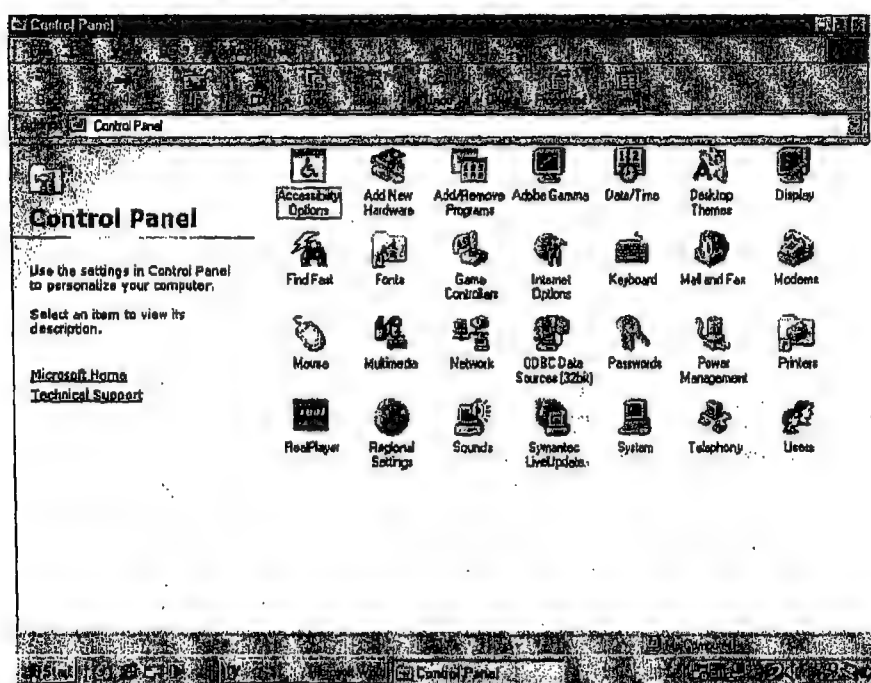 Control Panel
Control Panel
Control Panel
Use the settings in Control Panel
to personalize your computer.
Select an item to view its
description.
Microsoft Home
Technical Support
Accessibility
Options
Add New
Hardware
Add/Remove
Programs
Adobe Gamma
Date/Time
Desktop
Themes
Display
Find Fast
Fonts
Game
Controllers
Internet
Options
Keyboard
Mail and Fax
Modems
Mouse
Multimedia
Network
ODBC Data
Sources (32bit)
Passwords
Power
Management
Printers
RealPlayer
Regional
Settings
Sounds
Symantec
LiveUpdate
System
Telephony
Users
Start
Control Panel